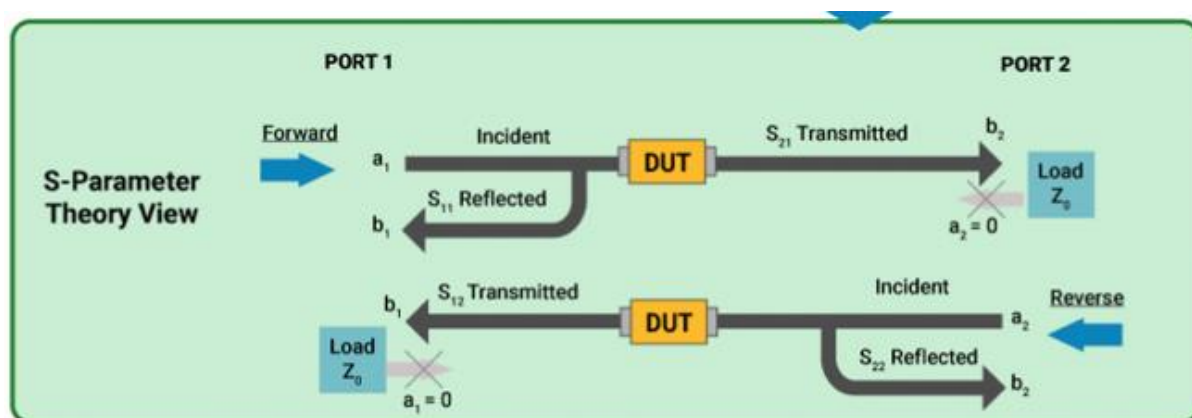 PORT 1
PORT 2
Forward
Incident
S₂₁ Transmitted
b₂
a₁
DUT
Load
Z₀
S-Parameter
Theory View
S₁₁ Reflected
b₁
a₂ = 0
S₁₂ Transmitted
Incident
Reverse
b₁
DUT
a₂
Load
Z₀
S₂₂ Reflected
b₂
a₁ = 0